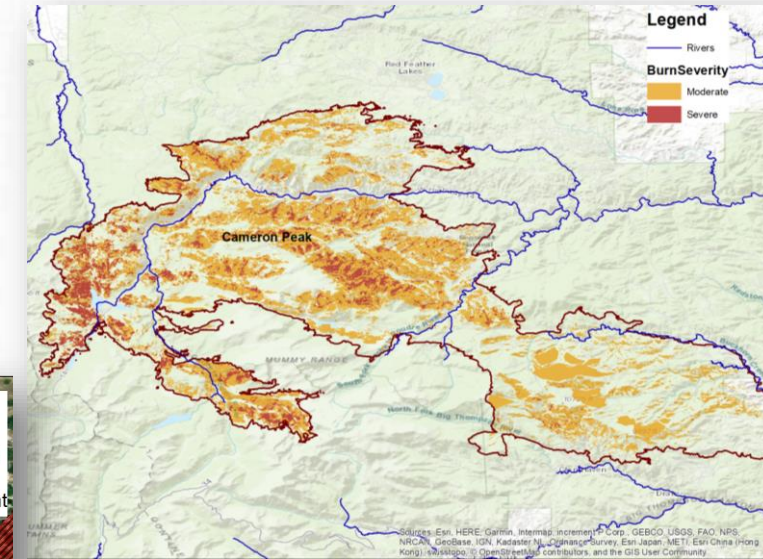 Legend
Rivers
BurnSeverity
Moderate
Severe
Red Feather
Lakes
Cameron Peak
MUMMY RANGE
North Fork Big Thompson
Sources: Esri, HERE, Garmin, Intermap, increment P Corp., GEBCO, USGS, FAO, NPS,
NRCAN, GeoBase, IGN, Kadaster NL, Ordnance Survey, Esri Japan, METI, Esri China (Hong
Kong), swisstopo, © OpenStreetMap contributors, and the GIS User Community